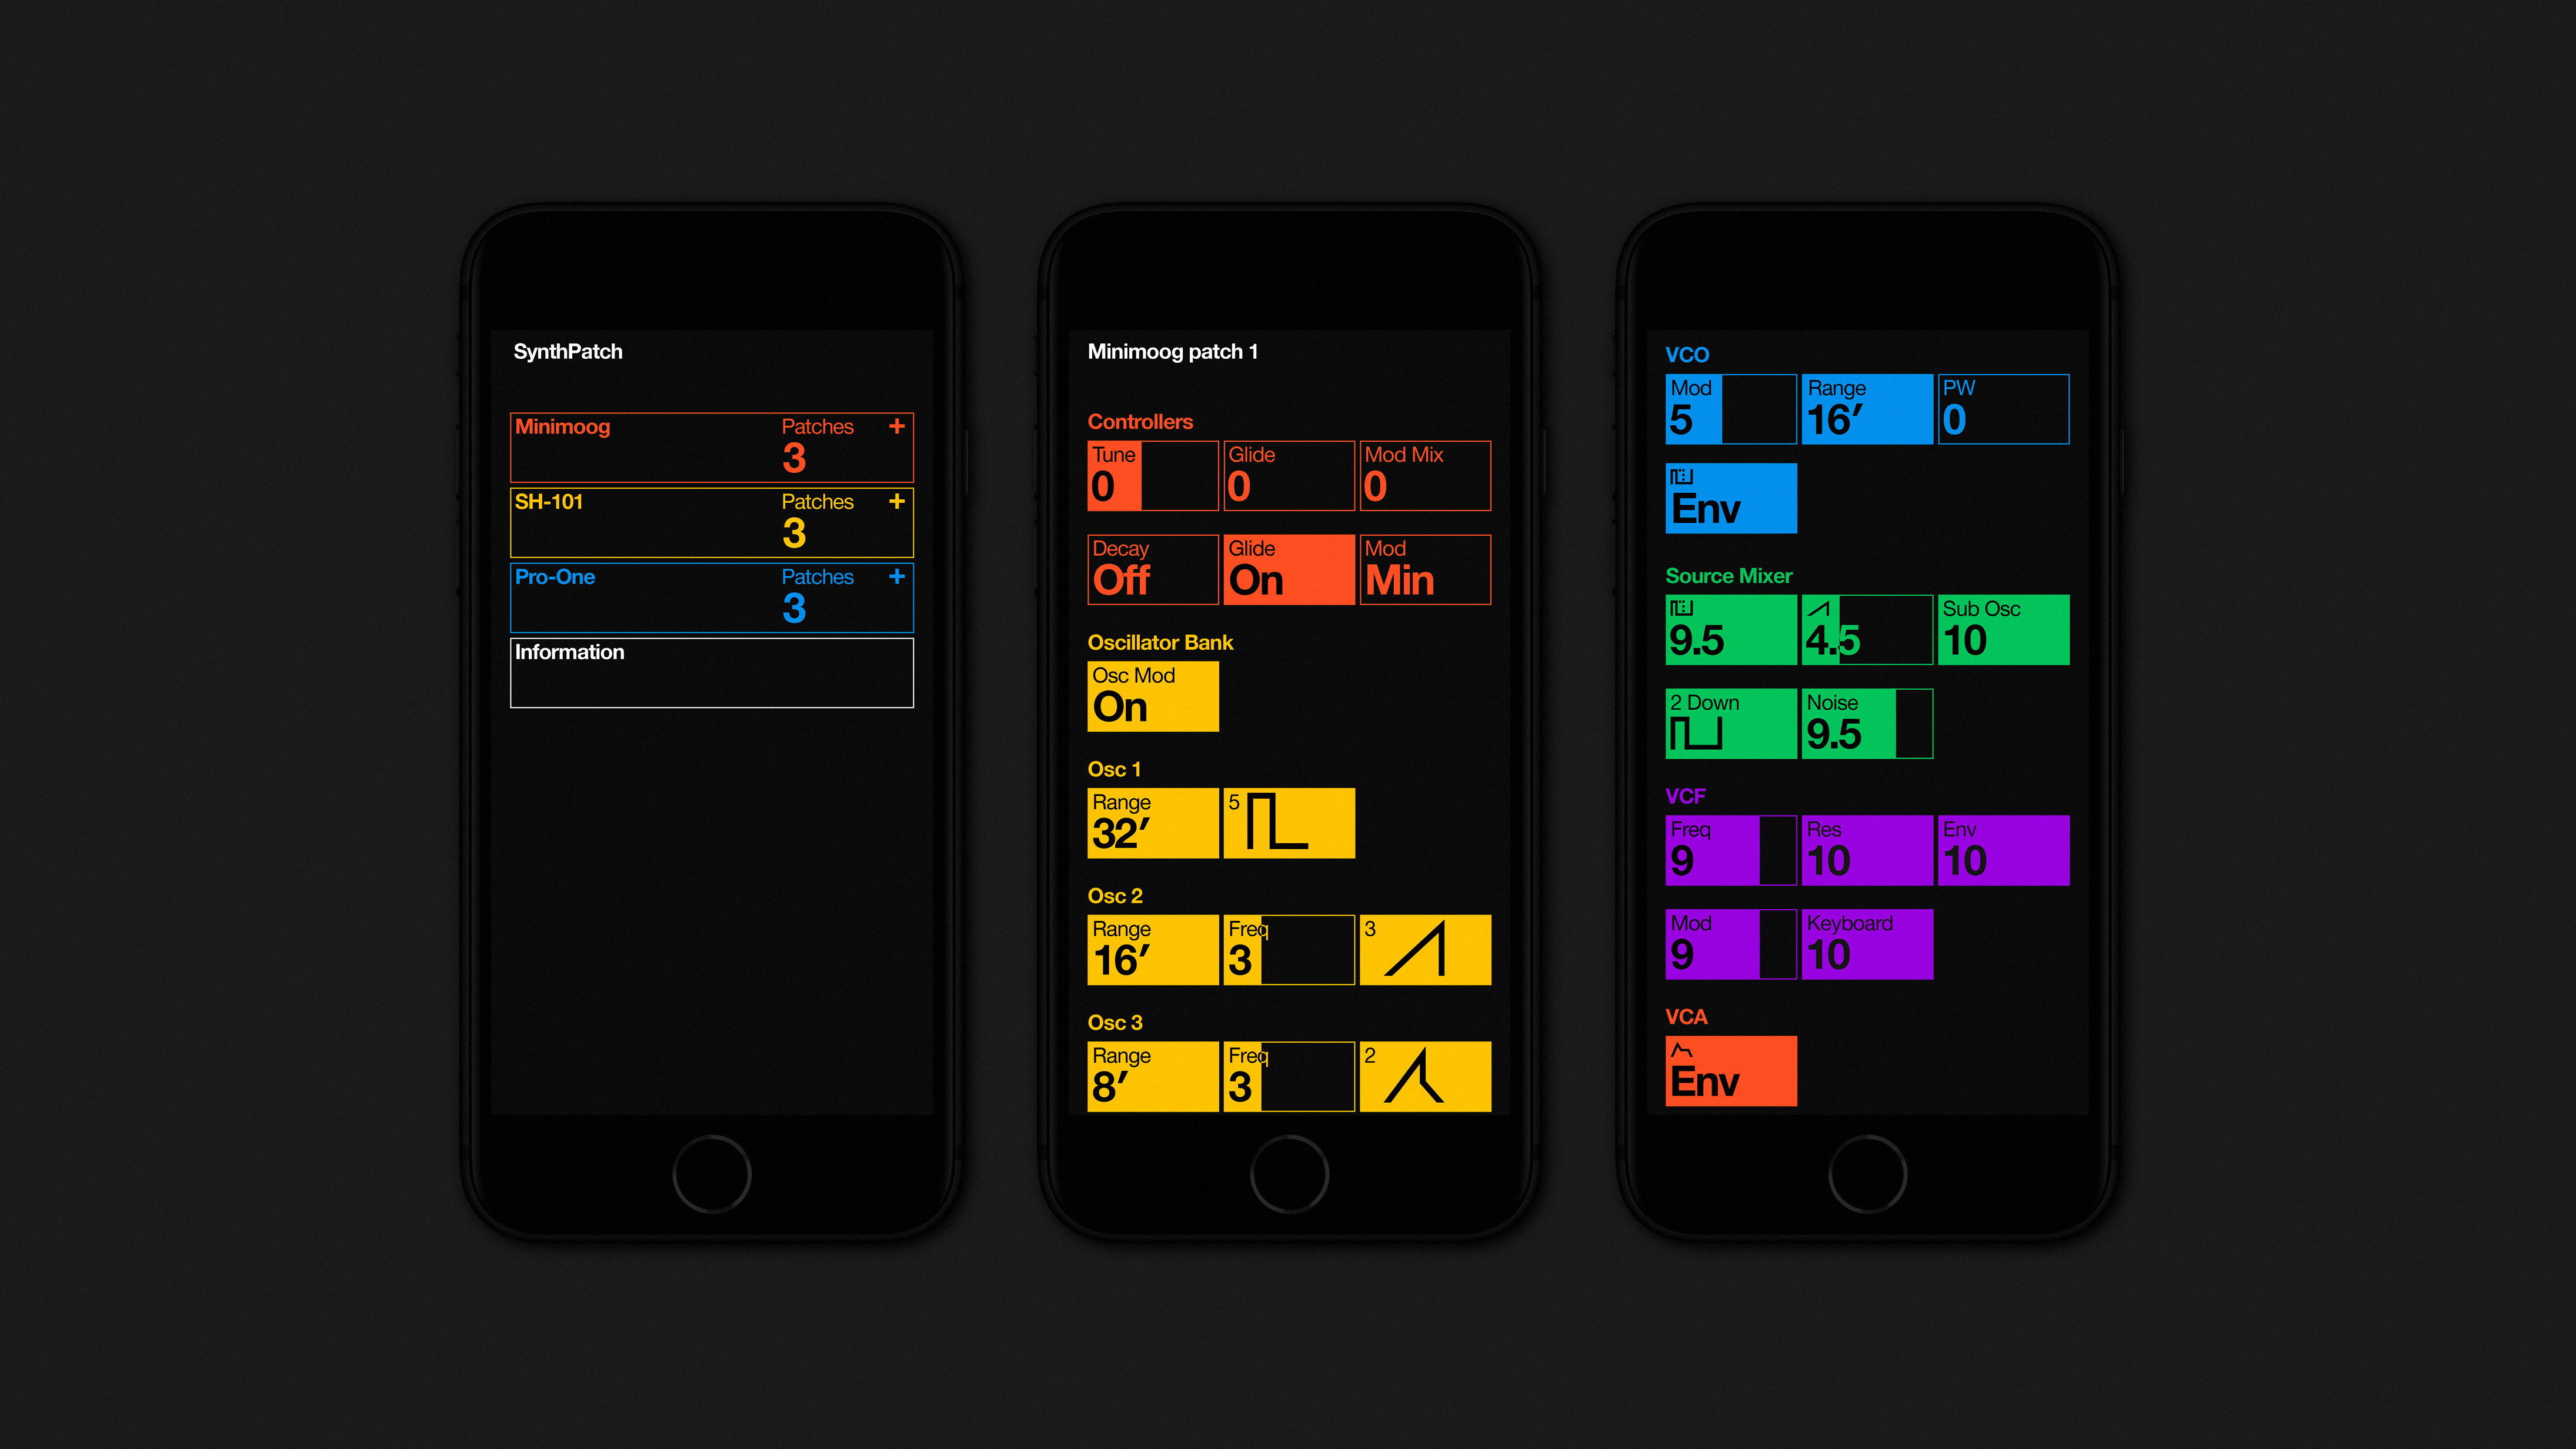 SynthPatch
Minimoog Patches +
3
SH-101 Patches +
3
Pro-One Patches +
3
Information
Minimoog patch 1
Controllers
Tune Glide Mod Mix
0 0 0
Decay Glide Mod
Off On Min
Oscillator Bank
Osc Mod
On
Osc 1
Range 5
32′
Osc 2
Range Freq 3
16′ 3
Osc 3
Range Freq 2
8′ 3
VCO
Mod Range PW
5 16′ 0
Env
Source Mixer
Sub Osc
9.5 4.5 10
2 Down Noise
9.5
VCF
Freq Res Env
9 10 10
Mod Keyboard
9 10
VCA
Env